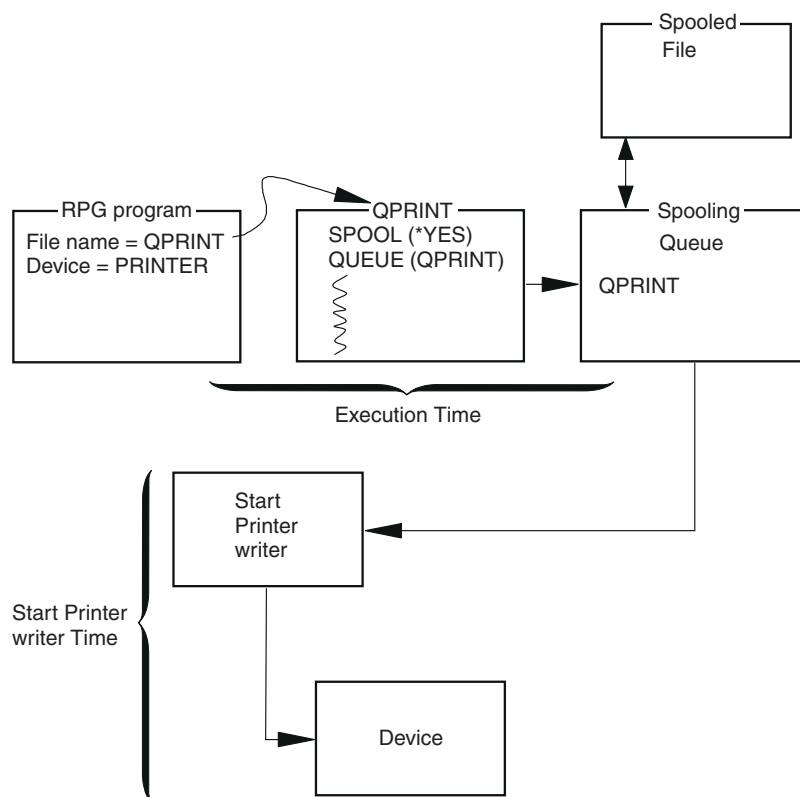 Spooled
File
RPG program
File name = QPRINT
Device = PRINTER
QPRINT
SPOOL (*YES)
QUEUE (QPRINT)
Spooling
Queue
QPRINT
Execution Time
Start
Printer
writer
Start Printer
writer Time
Device